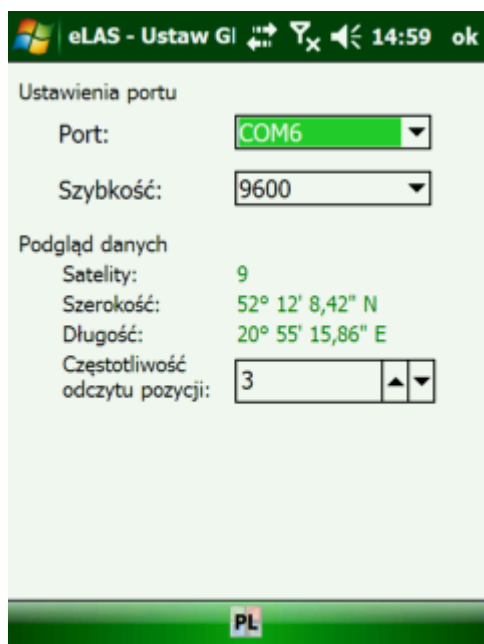 eLAS - Ustaw G 14:59 ok
Ustawienia portu
Port: COM6
Szybkość: 9600
Podgląd danych
Satelity: 9
Szerokość: 52° 12' 8,42" N
Długość: 20° 55' 15,86" E
Częstotliwość
odczytu pozycji: 3
PL